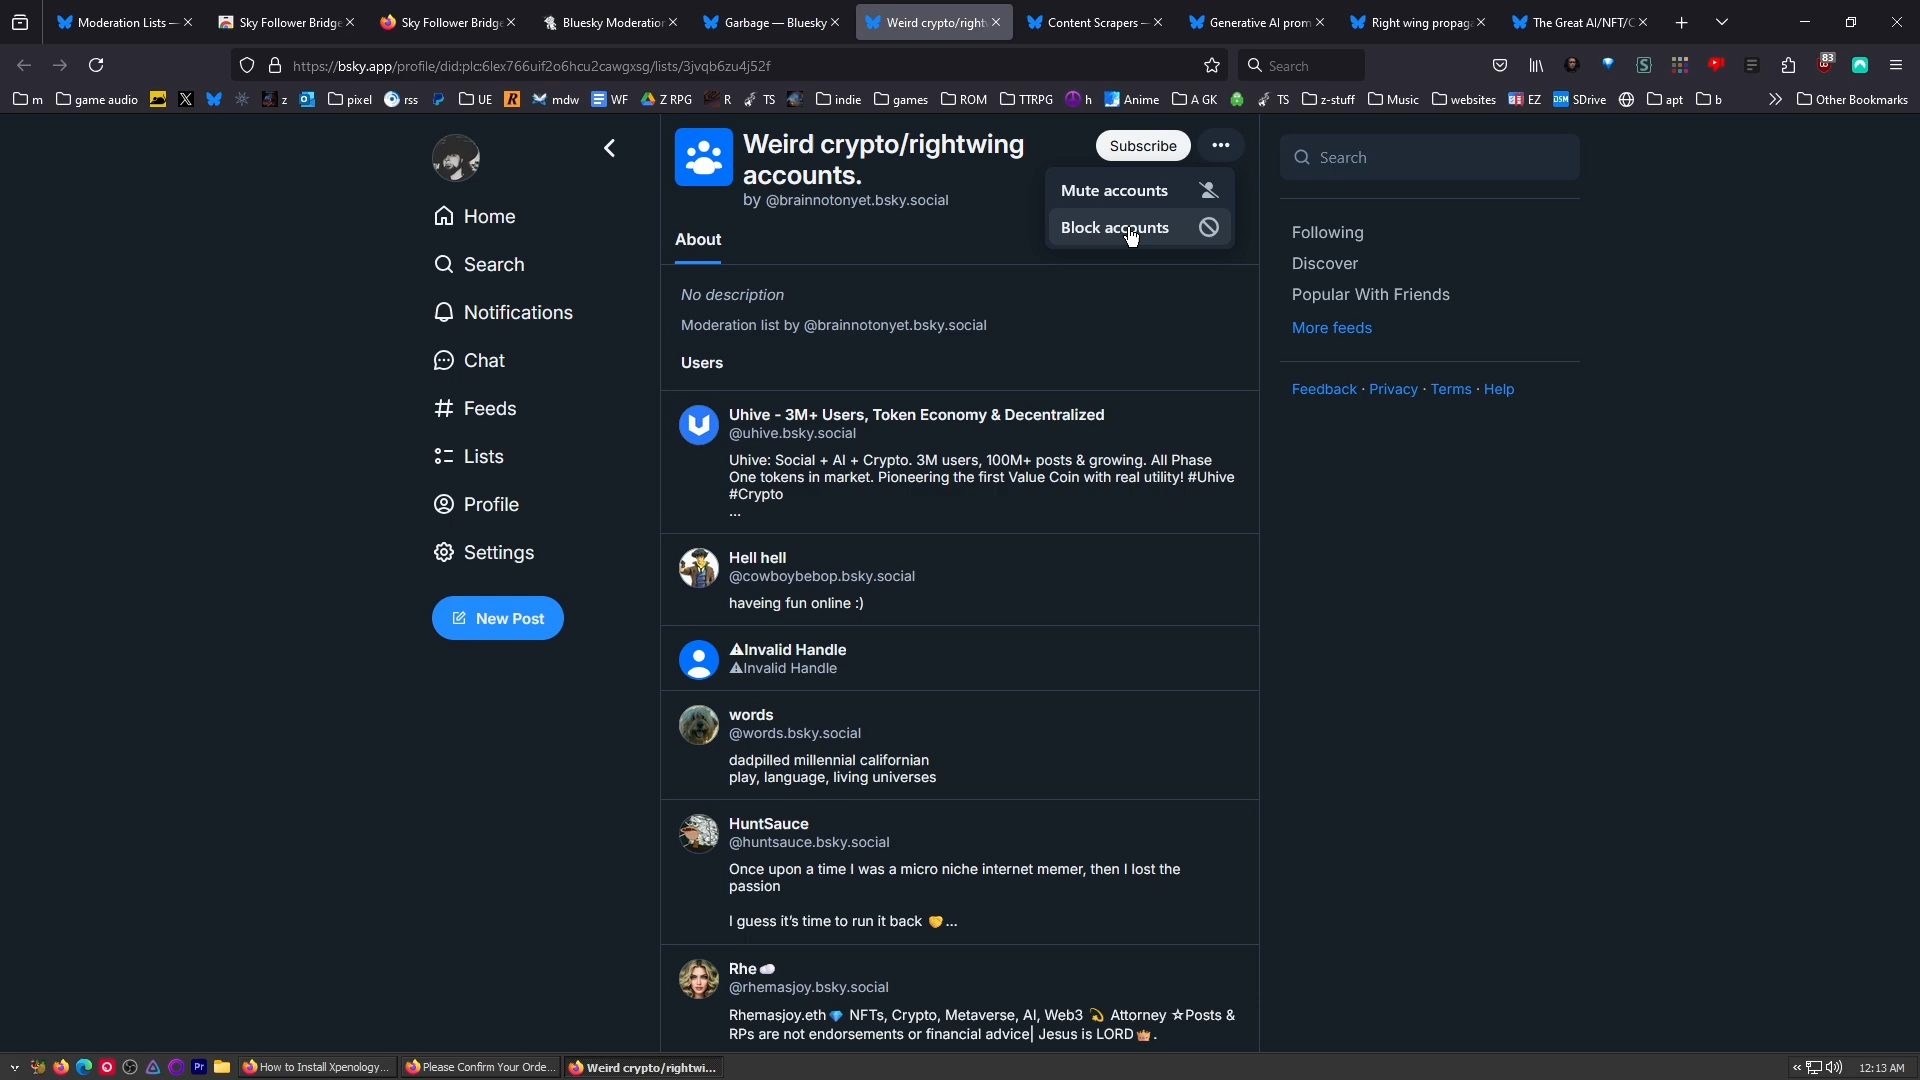 Moderation Lists —
Sky Follower Bridge
Sky Follower Bridge
Bluesky Moderation
Garbage — Bluesky
Weird crypto/right
Content Scrapers —
Generative AI prom
Right wing propaga
The Great AI/NFT/C
https://bsky.app/profile/did:plc:6lex766uif2o6hcu2cawgxsg/lists/3jvqb6zu4j52f
Search
83
m
game audio
z
pixel
rss
UE
mdw
WF
Z RPG
R
TS
indie
games
ROM
TTRPG
h
Anime
A GK
TS
z-stuff
Music
websites
EZ
SDrive
apt
b
Other Bookmarks
Home
Search
Notifications
Chat
Feeds
Lists
Profile
Settings
New Post
Weird crypto/rightwing
accounts.
by @brainnotonyet.bsky.social
Subscribe
Mute accounts
Block accounts
About
No description
Moderation list by @brainnotonyet.bsky.social
Users
Uhive - 3M+ Users, Token Economy & Decentralized
@uhive.bsky.social
Uhive: Social + AI + Crypto. 3M users, 100M+ posts & growing. All Phase
One tokens in market. Pioneering the first Value Coin with real utility! #Uhive
#Crypto
...
Hell hell
@cowboybebop.bsky.social
haveing fun online :)
⚠Invalid Handle
⚠Invalid Handle
words
@words.bsky.social
dadpilled millennial californian
play, language, living universes
HuntSauce
@huntsauce.bsky.social
Once upon a time I was a micro niche internet memer, then I lost the
passion
I guess it's time to run it back 🤝...
Rhe
@rhemasjoy.bsky.social
Rhemasjoy.eth💎 NFTs, Crypto, Metaverse, AI, Web3 💫 Attorney ☆Posts &
RPs are not endorsements or financial advice| Jesus is LORD👑.
Search
Following
Discover
Popular With Friends
More feeds
Feedback · Privacy · Terms · Help
How to Install Xpenology...
Please Confirm Your Orde...
Weird crypto/rightwi...
12:13 AM